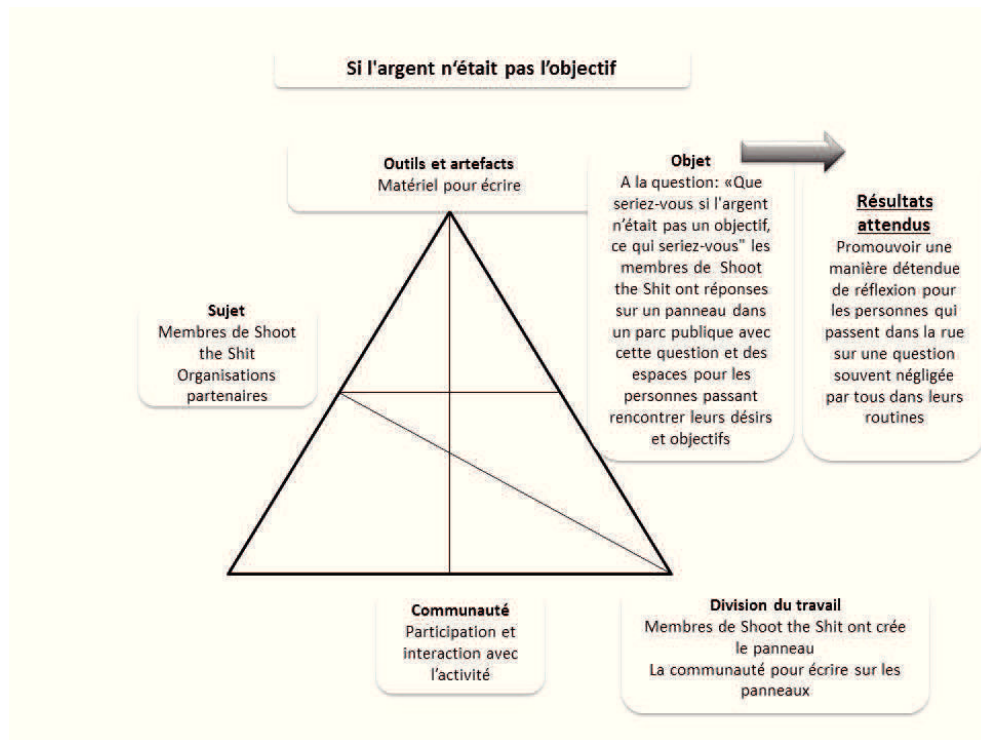 Si l'argent n‘était pas l’objectif
Outils et artefacts
Matériel pour écrire
Objet
A la question: «Que
seriez-vous si l'argent
n’était pas un objectif,
ce qui seriez-vous" les
membres de Shoot
the Shit ont réponses
sur un panneau dans
un parc publique avec
cette question et des
espaces pour les
personnes passant
rencontrer leurs désirs
et objectifs
Résultats
attendus
Promouvoir une
manière détendue
de réflexion pour
les personnes qui
passent dans la rue
sur une question
souvent négligée
par tous dans leurs
routines
Sujet
Membres de Shoot
the Shit
Organisations
partenaires
Communauté
Participation et
interaction avec
l’activité
Division du travail
Membres de Shoot the Shit ont crée
le panneau
La communauté pour écrire sur les
panneaux